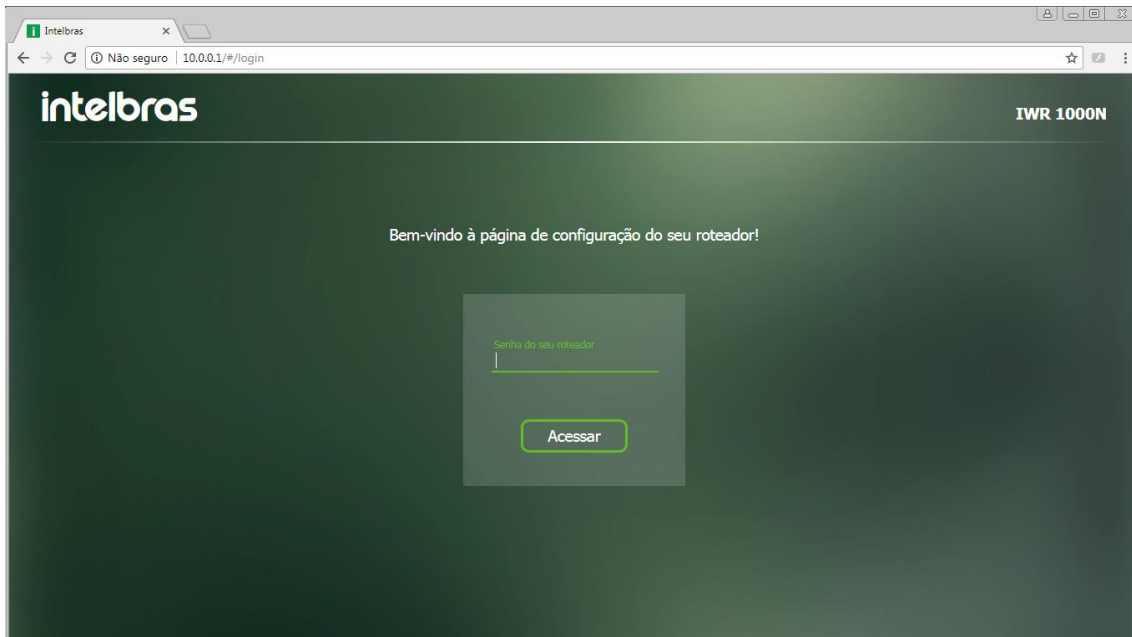 Intelbras
Não seguro | 10.0.0.1/#/login
intelbras
IWR 1000N
Bem-vindo à página de configuração do seu roteador!
Senha do seu roteador
Acessar